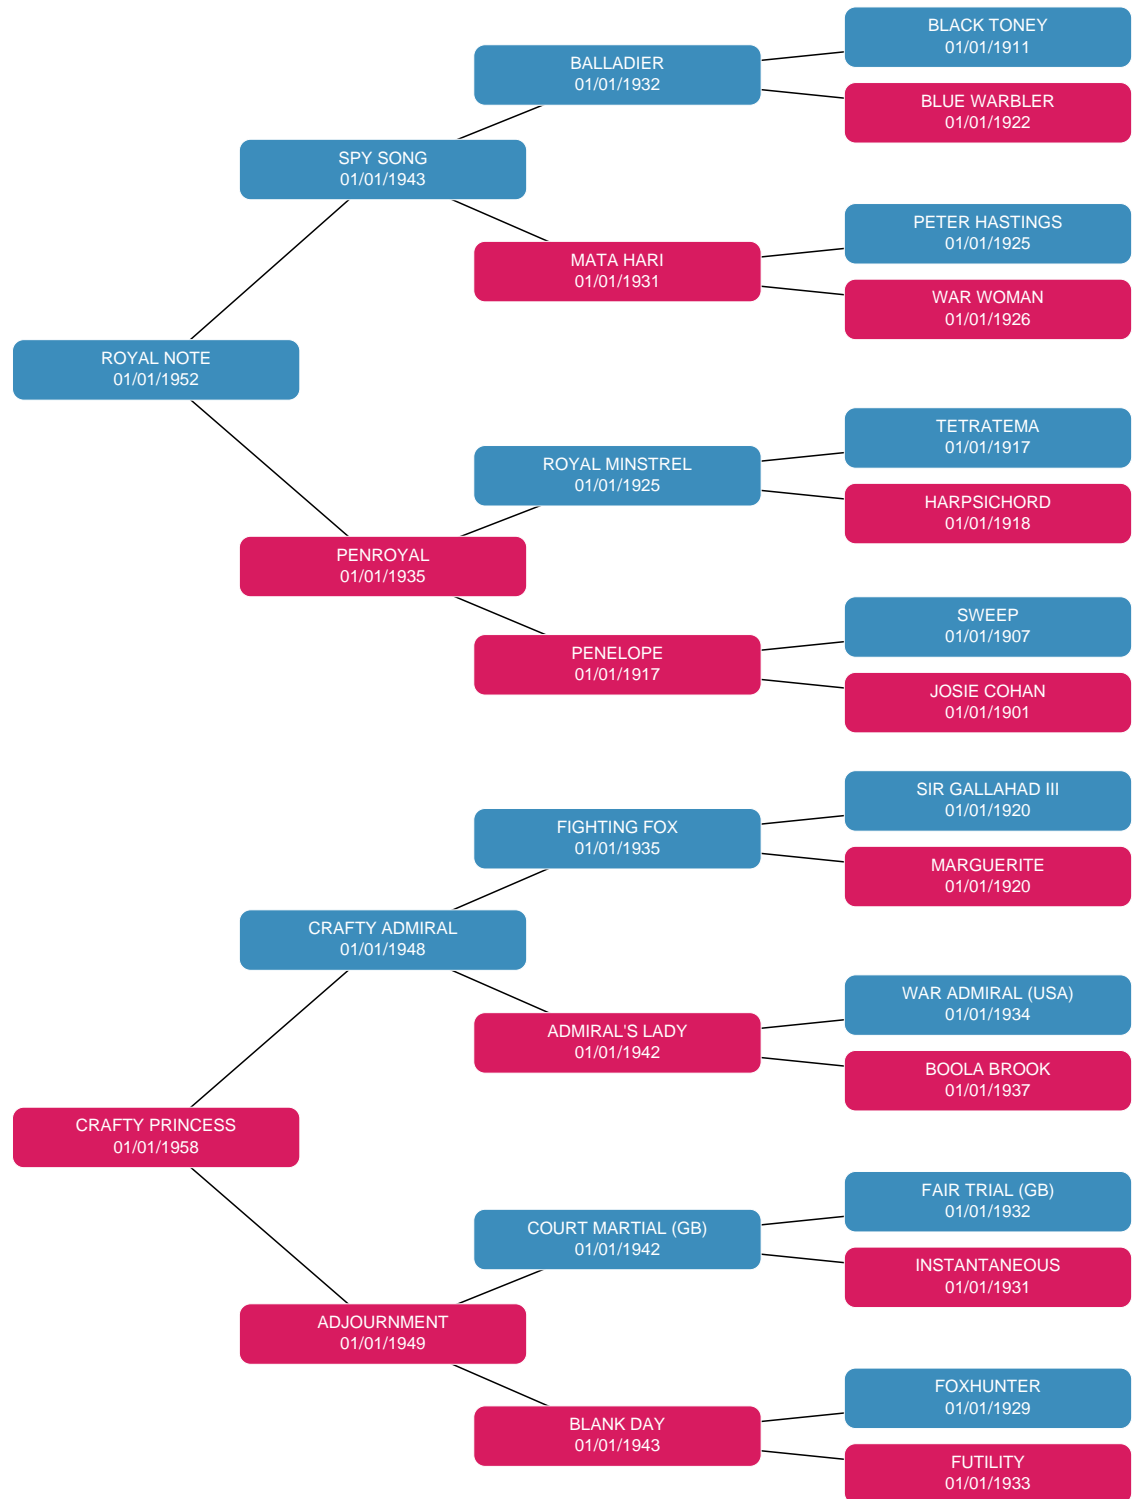 BLACK TONEY
01/01/1911
BALLADIER
01/01/1932
BLUE WARBLER
01/01/1922
SPY SONG
01/01/1943
PETER HASTINGS
01/01/1925
MATA HARI
01/01/1931
WAR WOMAN
01/01/1926
ROYAL NOTE
01/01/1952
TETRATEMA
01/01/1917
ROYAL MINSTREL
01/01/1925
HARPSICHORD
01/01/1918
PENROYAL
01/01/1935
SWEEP
01/01/1907
PENELOPE
01/01/1917
JOSIE COHAN
01/01/1901
SIR GALLAHAD III
01/01/1920
FIGHTING FOX
01/01/1935
MARGUERITE
01/01/1920
CRAFTY ADMIRAL
01/01/1948
WAR ADMIRAL (USA)
01/01/1934
ADMIRAL'S LADY
01/01/1942
BOOLA BROOK
01/01/1937
CRAFTY PRINCESS
01/01/1958
FAIR TRIAL (GB)
01/01/1932
COURT MARTIAL (GB)
01/01/1942
INSTANTANEOUS
01/01/1931
ADJOURNMENT
01/01/1949
FOXHUNTER
01/01/1929
BLANK DAY
01/01/1943
FUTILITY
01/01/1933